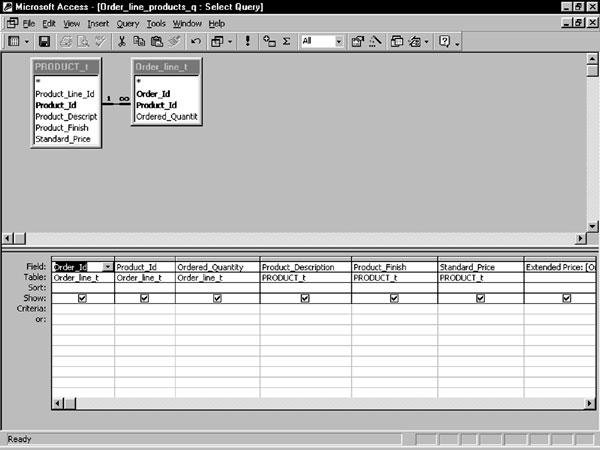 Microsoft Access - [Order_line_products_q : Select Query]
File Edit View Insert Query Tools Window Help
All
PRODUCT_t
*
Product_Line_Id
Product_Id
Product_Descript
Product_Finish
Standard_Price
1 ∞
Order_line_t
*
Order_Id
Product_Id
Ordered_Quantit
Field: Order_Id Product_Id Ordered_Quantity Product_Description Product_Finish Standard_Price Extended Price: [Or
Table: Order_line_t Order_line_t Order_line_t PRODUCT_t PRODUCT_t PRODUCT_t
Sort:
Show:
Criteria:
or:
Ready